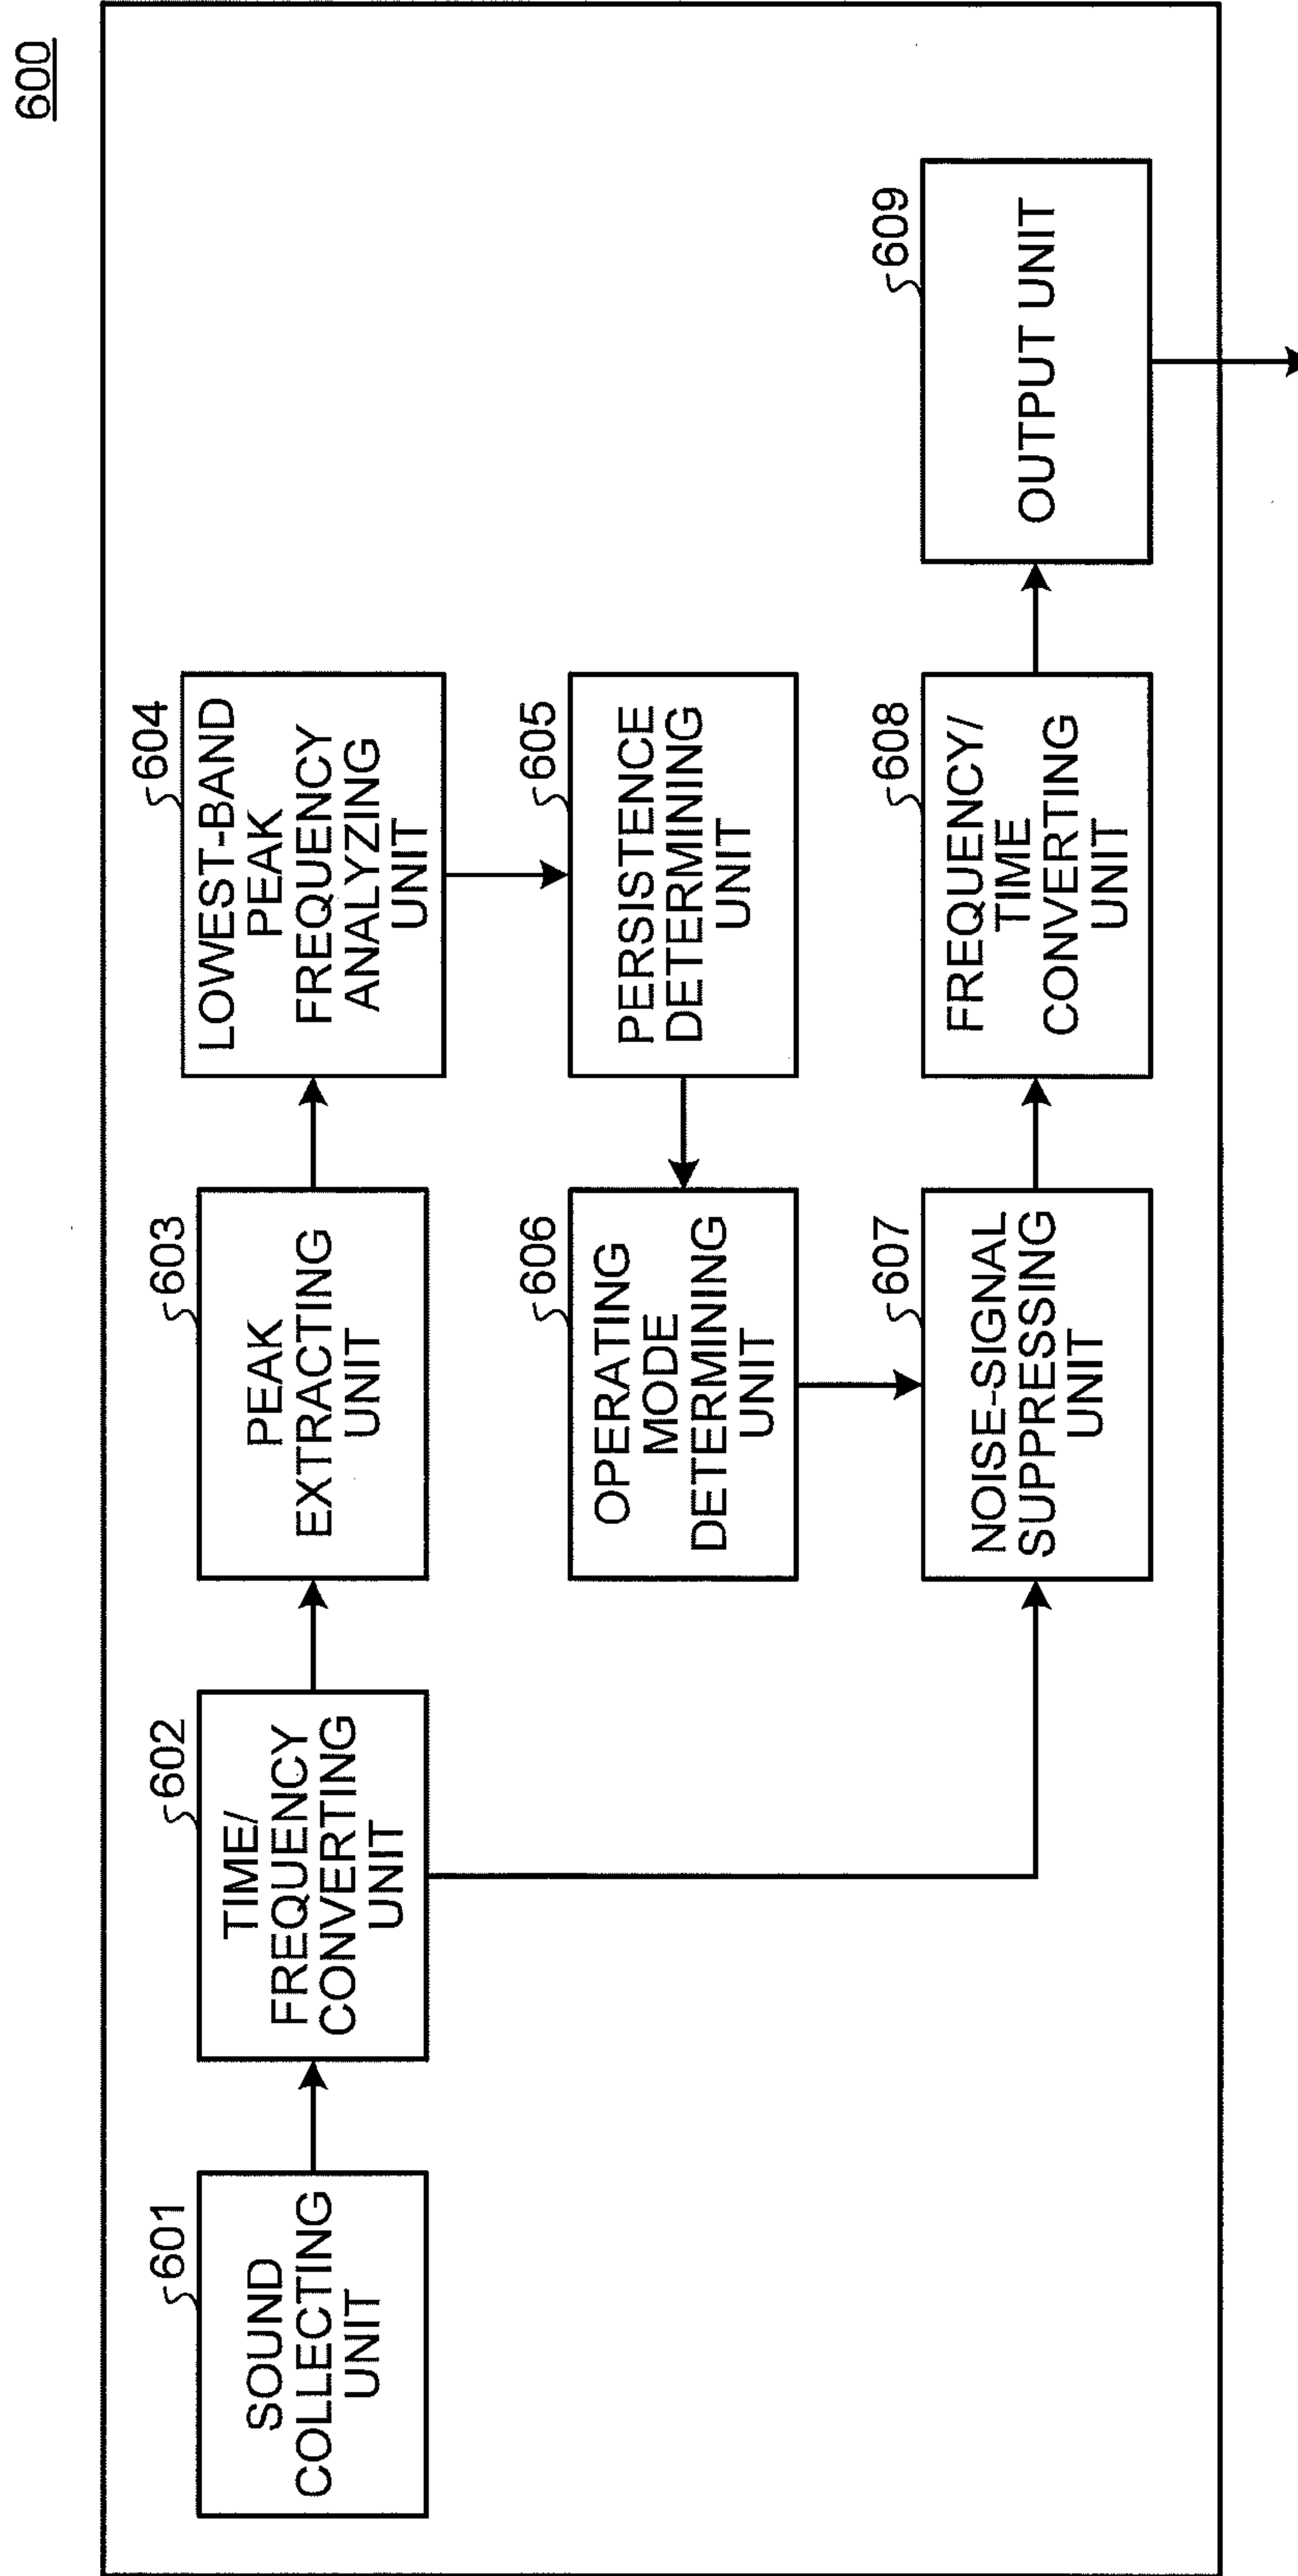 600
601
SOUND
COLLECTING
UNIT
602
TIME/
FREQUENCY
CONVERTING
UNIT
603
PEAK
EXTRACTING
UNIT
604
LOWEST-BAND
PEAK
FREQUENCY
ANALYZING
UNIT
605
PERSISTENCE
DETERMINING
UNIT
606
OPERATING
MODE
DETERMINING
UNIT
607
NOISE-SIGNAL
SUPPRESSING
UNIT
608
FREQUENCY/
TIME
CONVERTING
UNIT
609
OUTPUT UNIT